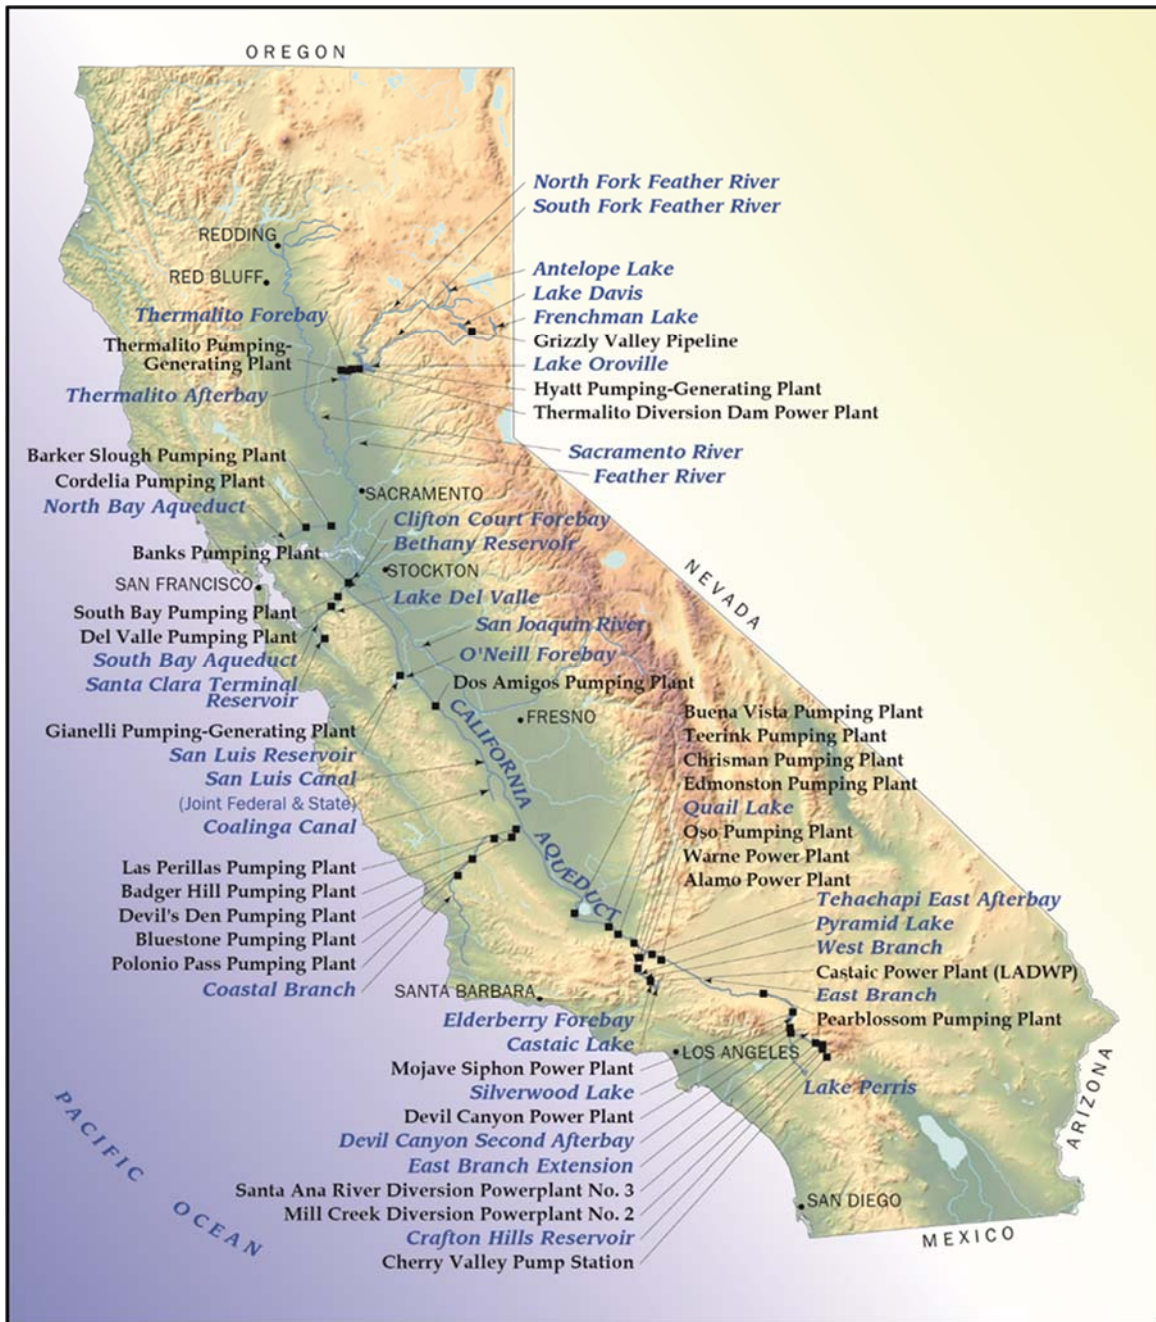 OREGON
North Fork Feather River
South Fork Feather River
REDDING
Antelope Lake
RED BLUFF
Lake Davis
Thermalito Forebay
Frenchman Lake
Grizzly Valley Pipeline
Thermalito Pumping-
Generating Plant
Lake Oroville
Thermalito Afterbay
Hyatt Pumping-Generating Plant
Thermalito Diversion Dam Power Plant
Sacramento River
Barker Slough Pumping Plant
Feather River
Cordelia Pumping Plant
SACRAMENTO
North Bay Aqueduct
Clifton Court Forebay
Bethany Reservoir
Banks Pumping Plant
STOCKTON
SAN FRANCISCO
NEVADA
Lake Del Valle
South Bay Pumping Plant
San Joaquin River
Del Valle Pumping Plant
O'Neill Forebay
South Bay Aqueduct
Santa Clara Terminal
Reservoir
Dos Amigos Pumping Plant
Buena Vista Pumping Plant
FRESNO
Gianelli Pumping-Generating Plant
Teerink Pumping Plant
San Luis Reservoir
CALIFORNIA
AQUEDUCT
Chrisman Pumping Plant
San Luis Canal
Edmonston Pumping Plant
(Joint Federal & State)
Quail Lake
Coalinga Canal
Oso Pumping Plant
Warne Power Plant
Las Perillas Pumping Plant
Alamo Power Plant
Badger Hill Pumping Plant
Tehachapi East Afterbay
Devil's Den Pumping Plant
Pyramid Lake
Bluestone Pumping Plant
West Branch
Polonio Pass Pumping Plant
Castaic Power Plant (LADWP)
Coastal Branch
SANTA BARBARA
East Branch
Elderberry Forebay
Pearblossom Pumping Plant
Castaic Lake
LOS ANGELES
Mojave Siphon Power Plant
Silverwood Lake
Lake Perris
ARIZONA
Devil Canyon Power Plant
PACIFIC OCEAN
Devil Canyon Second Afterbay
East Branch Extension
Santa Ana River Diversion Powerplant No. 3
SAN DIEGO
Mill Creek Diversion Powerplant No. 2
Crafton Hills Reservoir
MEXICO
Cherry Valley Pump Station